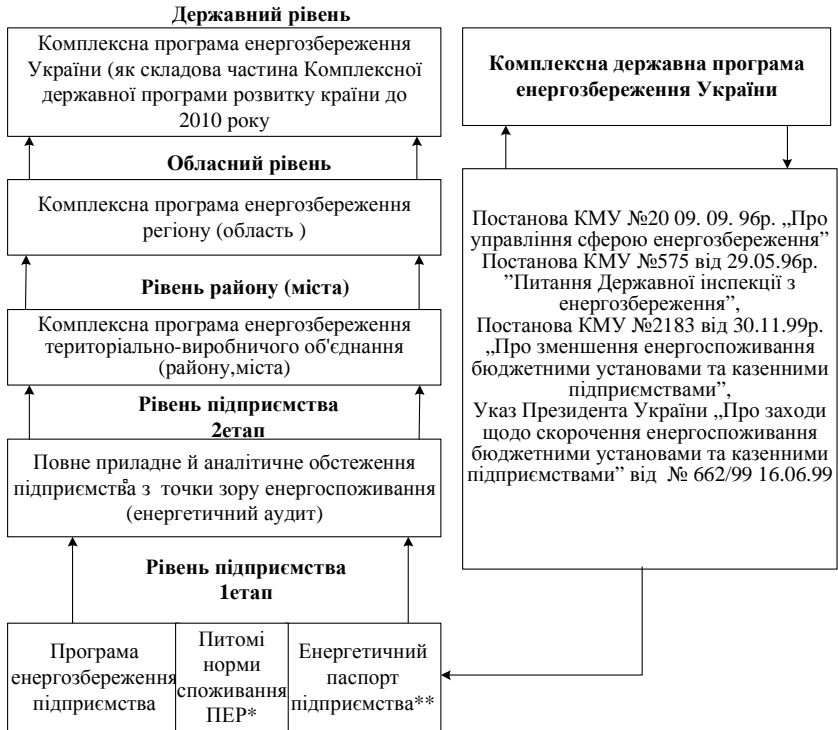 Державний рівень
Комплексна програма енергозбереження
України (як складова частина Комплексної
державної програми розвитку країни до
2010 року
Обласний рівень
Комплексна програма енергозбереження
регіону (область )
Рівень району (міста)
Комплексна програма енергозбереження
територіально-виробничого об'єднання
(району,міста)
Рівень підприємства
2етап
Повне приладне й аналітичне обстеження
підприємства з точки зору енергоспоживання
(енергетичний аудит)
Рівень підприємства
1етап
Програма
енергозбереження
підприємства
Питомі
норми
споживання
ПЕР*
Енергетичний
паспорт
підприємства**
Комплексна державна програма
енергозбереження України
Постанова КМУ №20 09. 09. 96р. „Про
управління сферою енергозбереження”
Постанова КМУ №575 від 29.05.96р.
”Питання Державної інспекції з
енергозбереження”,
Постанова КМУ №2183 від 30.11.99р.
„Про зменшення енергоспоживання
бюджетними установами та казенними
підприємствами”,
Указ Президента України „Про заходи
щодо скорочення енергоспоживання
бюджетними установами та казенними
підприємствами” від № 662/99 16.06.99